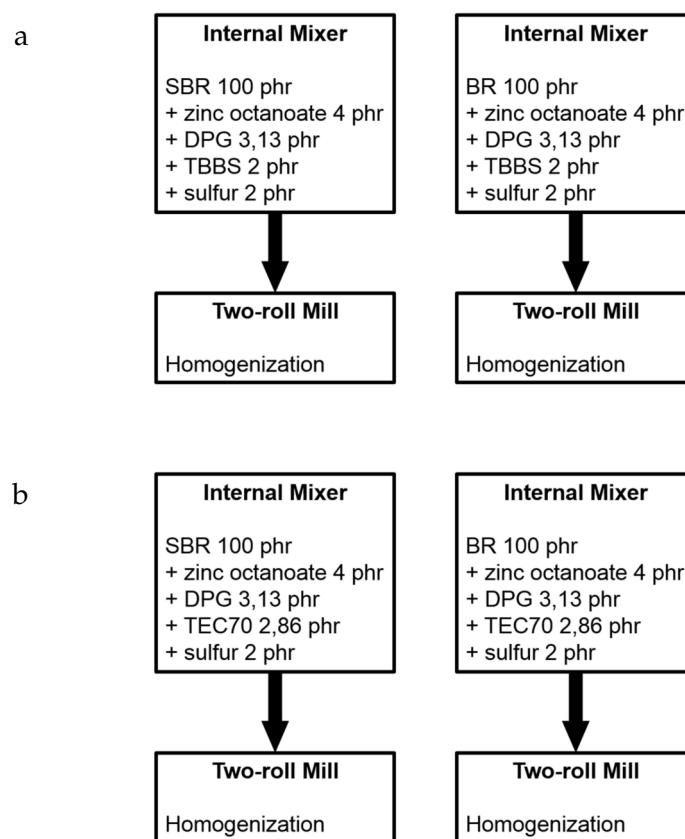 a
Internal Mixer
SBR 100 phr
+ zinc octanoate 4 phr
+ DPG 3,13 phr
+ TBBS 2 phr
+ sulfur 2 phr
Two-roll Mill
Homogenization
Internal Mixer
BR 100 phr
+ zinc octanoate 4 phr
+ DPG 3,13 phr
+ TBBS 2 phr
+ sulfur 2 phr
Two-roll Mill
Homogenization
b
Internal Mixer
SBR 100 phr
+ zinc octanoate 4 phr
+ DPG 3,13 phr
+ TEC70 2,86 phr
+ sulfur 2 phr
Two-roll Mill
Homogenization
Internal Mixer
BR 100 phr
+ zinc octanoate 4 phr
+ DPG 3,13 phr
+ TEC70 2,86 phr
+ sulfur 2 phr
Two-roll Mill
Homogenization